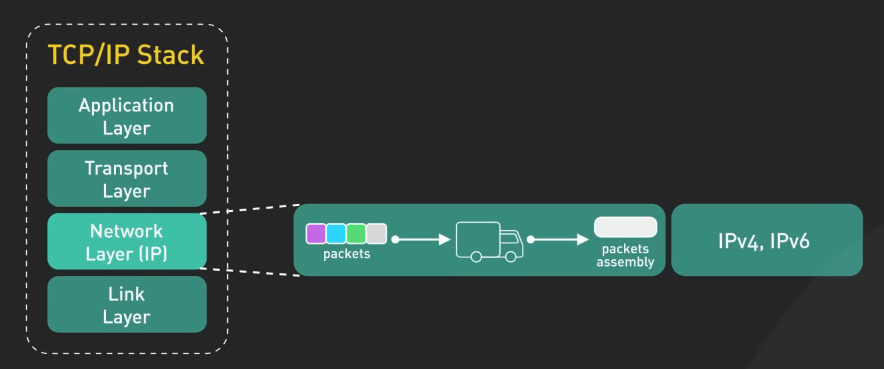 TCP/IP Stack
Application
Layer
Transport
Layer
Network
Layer (IP)
Link
Layer
packets
packets
assembly
IPv4, IPv6